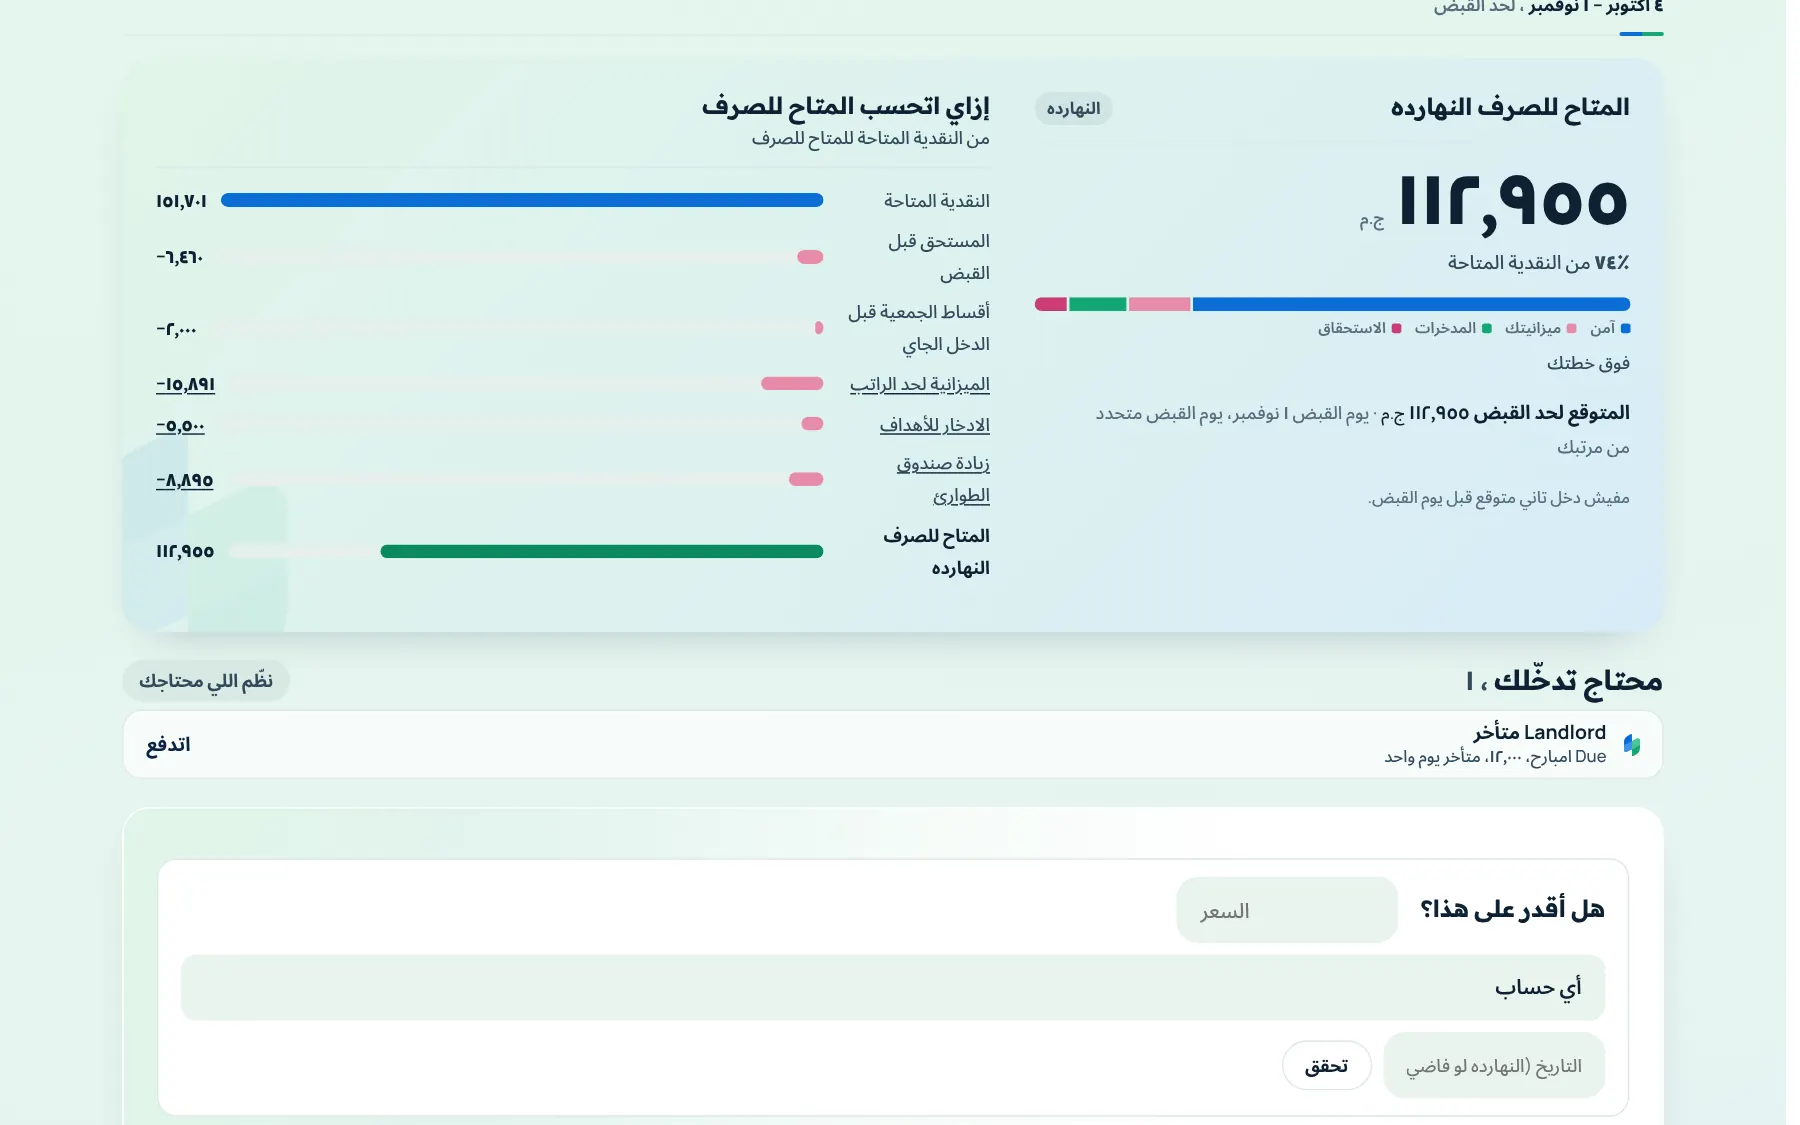 ٤ أكتوبر – ١ نوفمبر ، لحد القبض
المتاح للصرف النهارده
النهارده
١١٢,٩٥٥ ج.م
٧٤٪ من النقدية المتاحة
آمن
ميزانيتك
المدخرات
الاستحقاق
فوق خطتك
المتوقع لحد القبض ١١٢,٩٥٥ ج.م · يوم القبض ١ نوفمبر، يوم القبض متحدد
من مرتبك
مفيش دخل تاني متوقع قبل يوم القبض.
إزاي اتحسب المتاح للصرف
من النقدية المتاحة للمتاح للصرف
النقدية المتاحة
١٥١,٧٠١
المستحق قبل
القبض
−٦,٤٦٠
أقساط الجمعية قبل
الدخل الجاي
−٢,٠٠٠
الميزانية لحد الراتب
−١٥,٨٩١
الادخار للأهداف
−٥,٥٠٠
زيادة صندوق
الطوارئ
−٨,٨٩٥
المتاح للصرف
النهارده
١١٢,٩٥٥
محتاج تدخّلك ، ١
نظّم اللي محتاجك
Landlord متأخر
Due امبارح، ١٢,٠٠٠، متأخر يوم واحد
اتدفع
هل أقدر على هذا؟
السعر
أي حساب
التاريخ (النهارده لو فاضي
تحقق